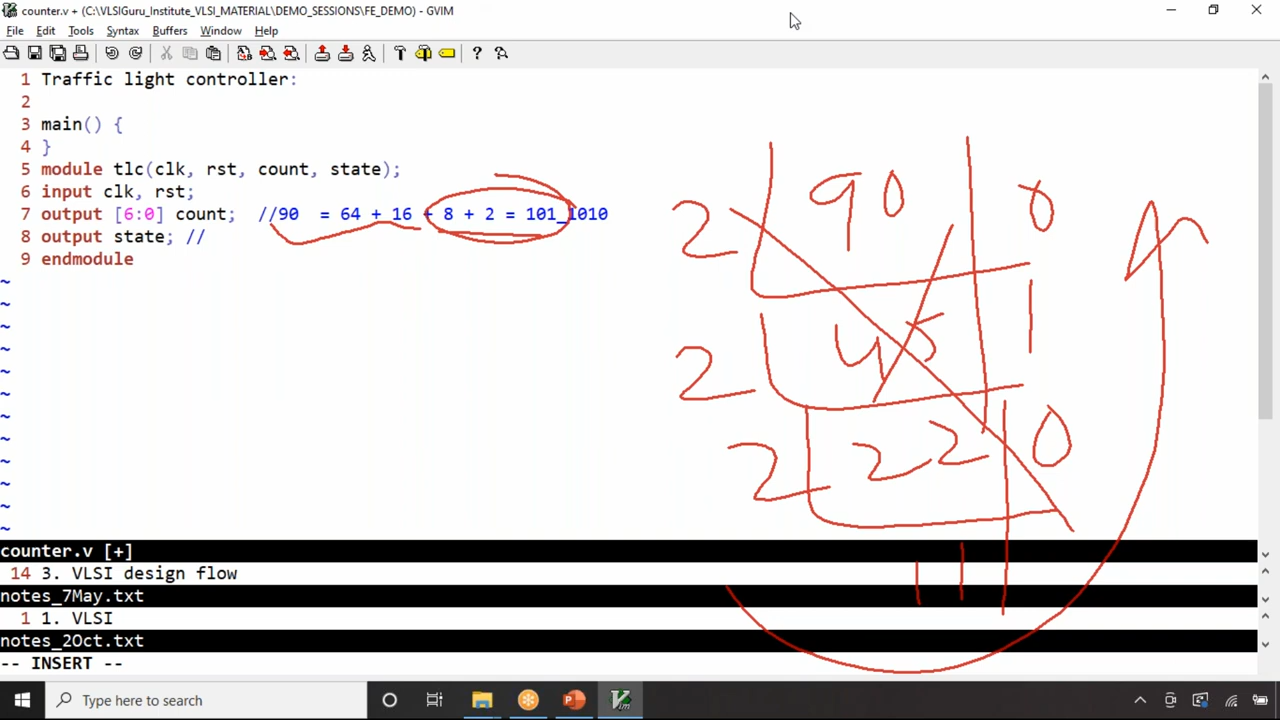 counter.v + (C:\VLSIGuru_Institute_VLSI_MATERIAL\DEMO_SESSIONS\FE_DEMO) - GVIM
File Edit Tools Syntax Buffers Window Help
1 Traffic light controller:
2
3 main() {
4 }
5 module tlc(clk, rst, count, state);
6 input clk, rst;
7 output [6:0] count; //90 = 64 + 16 + 8 + 2 = 101_1010
8 output state; //
9 endmodule
~
~
~
~
~
~
~
~
~
~
~
~
2 90 0
2 45 1
2 22 0
11
counter.v [+]
14 3. VLSI design flow
notes_7May.txt
1 1. VLSI
notes_2Oct.txt
-- INSERT --
Type here to search